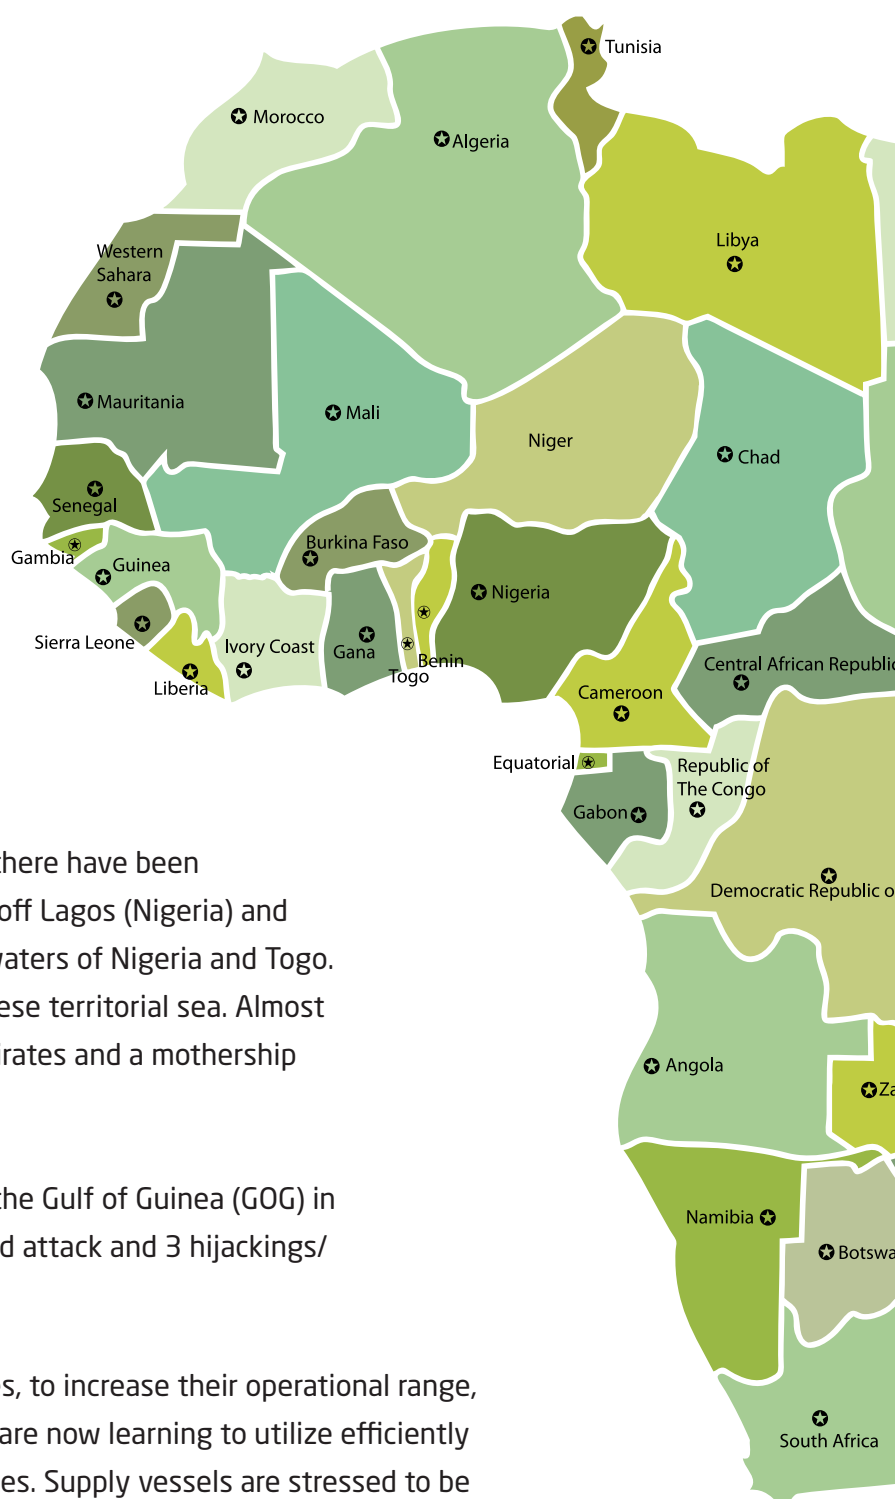 Tunisia
Morocco
Algeria
Libya
Western
Sahara
Mauritania
Mali
Niger
Chad
Senegal
Burkina Faso
Gambia
Guinea
Nigeria
Sierra Leone
Ivory Coast
Gana
Benin
Togo
Liberia
Central African Republic
Cameroon
Equatorial
Republic of
The Congo
Gabon
Democratic Republic o
there have been
off Lagos (Nigeria) and
waters of Nigeria and Togo.
ese territorial sea. Almost
irates and a mothership
Angola
Za
the Gulf of Guinea (GOG) in
d attack and 3 hijackings/
Namibia
Botswa
es, to increase their operational range,
are now learning to utilize efficiently
es. Supply vessels are stressed to be
South Africa